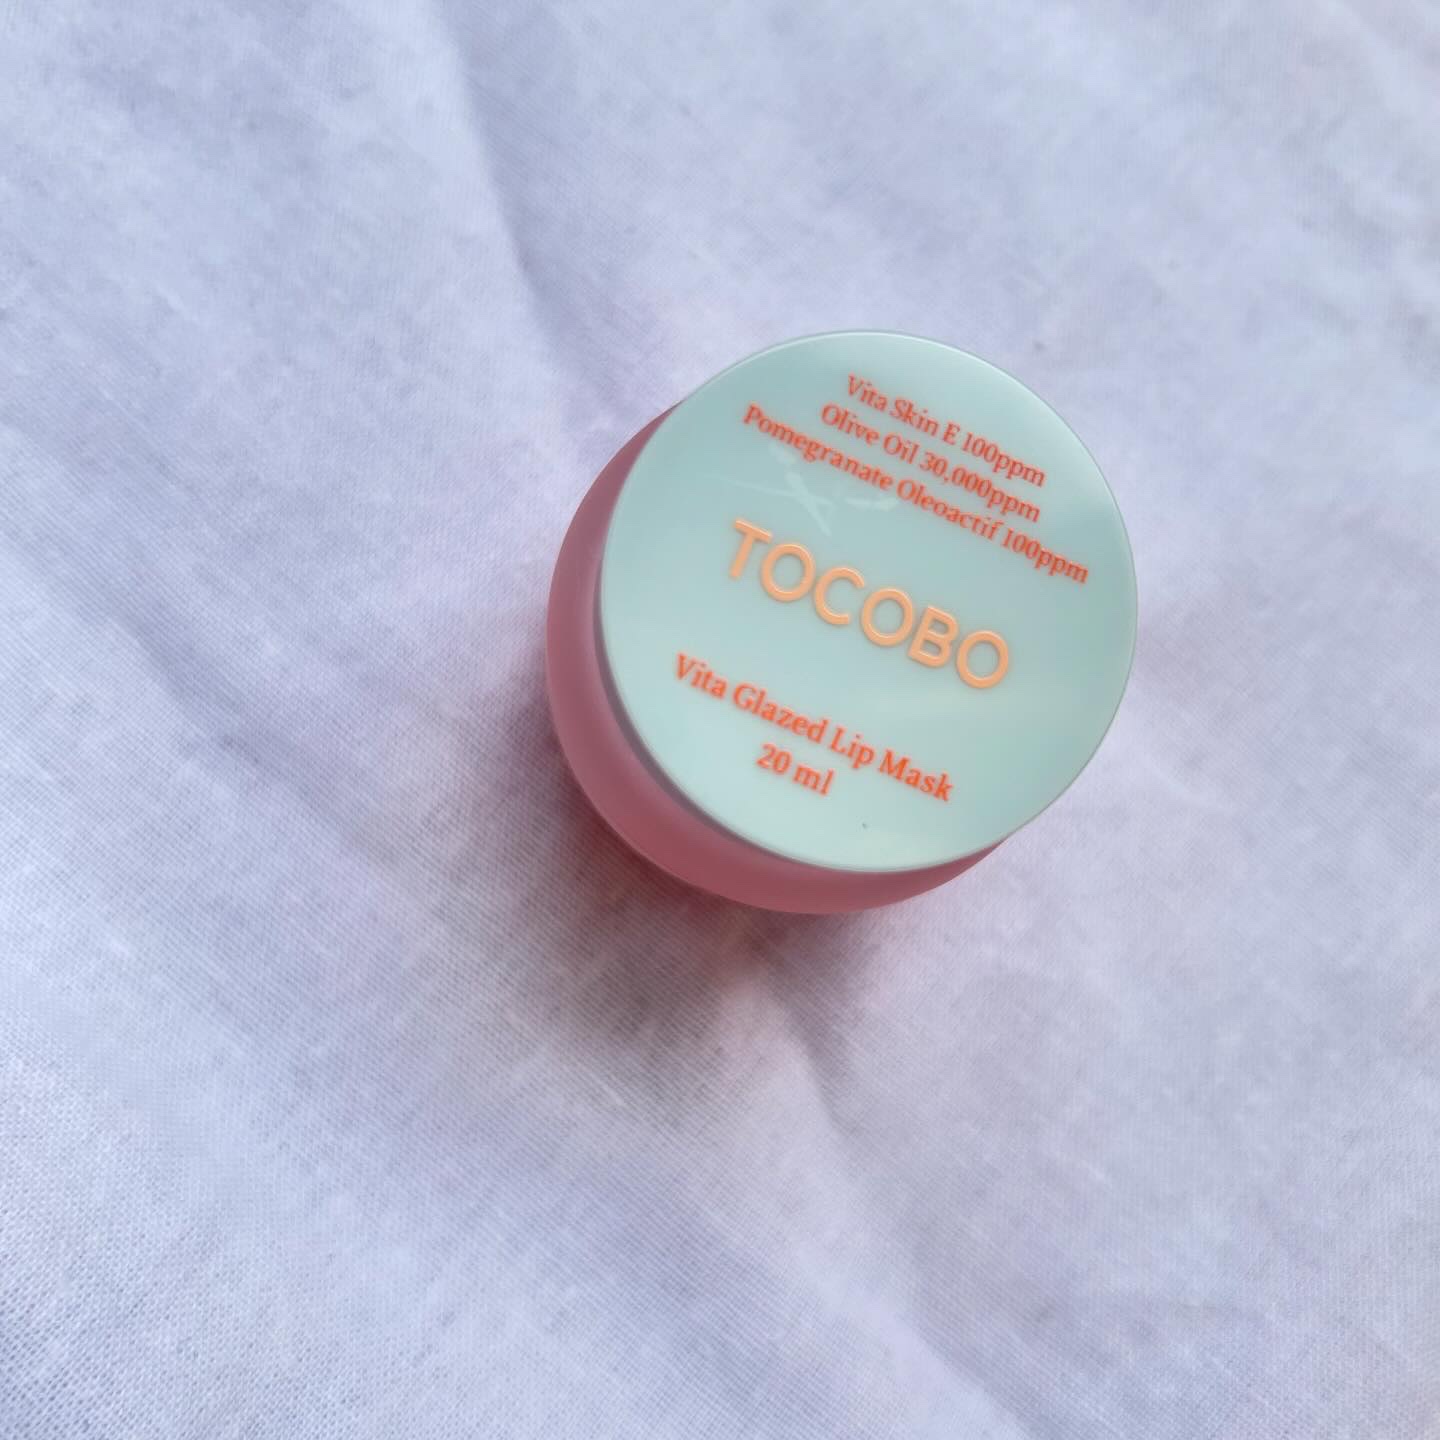 Vita Skin E 100ppm
Olive Oil 30,000ppm
Pomegranate Oleoactif 100ppm
TOCOBO
Vita Glazed Lip Mask
20 ml